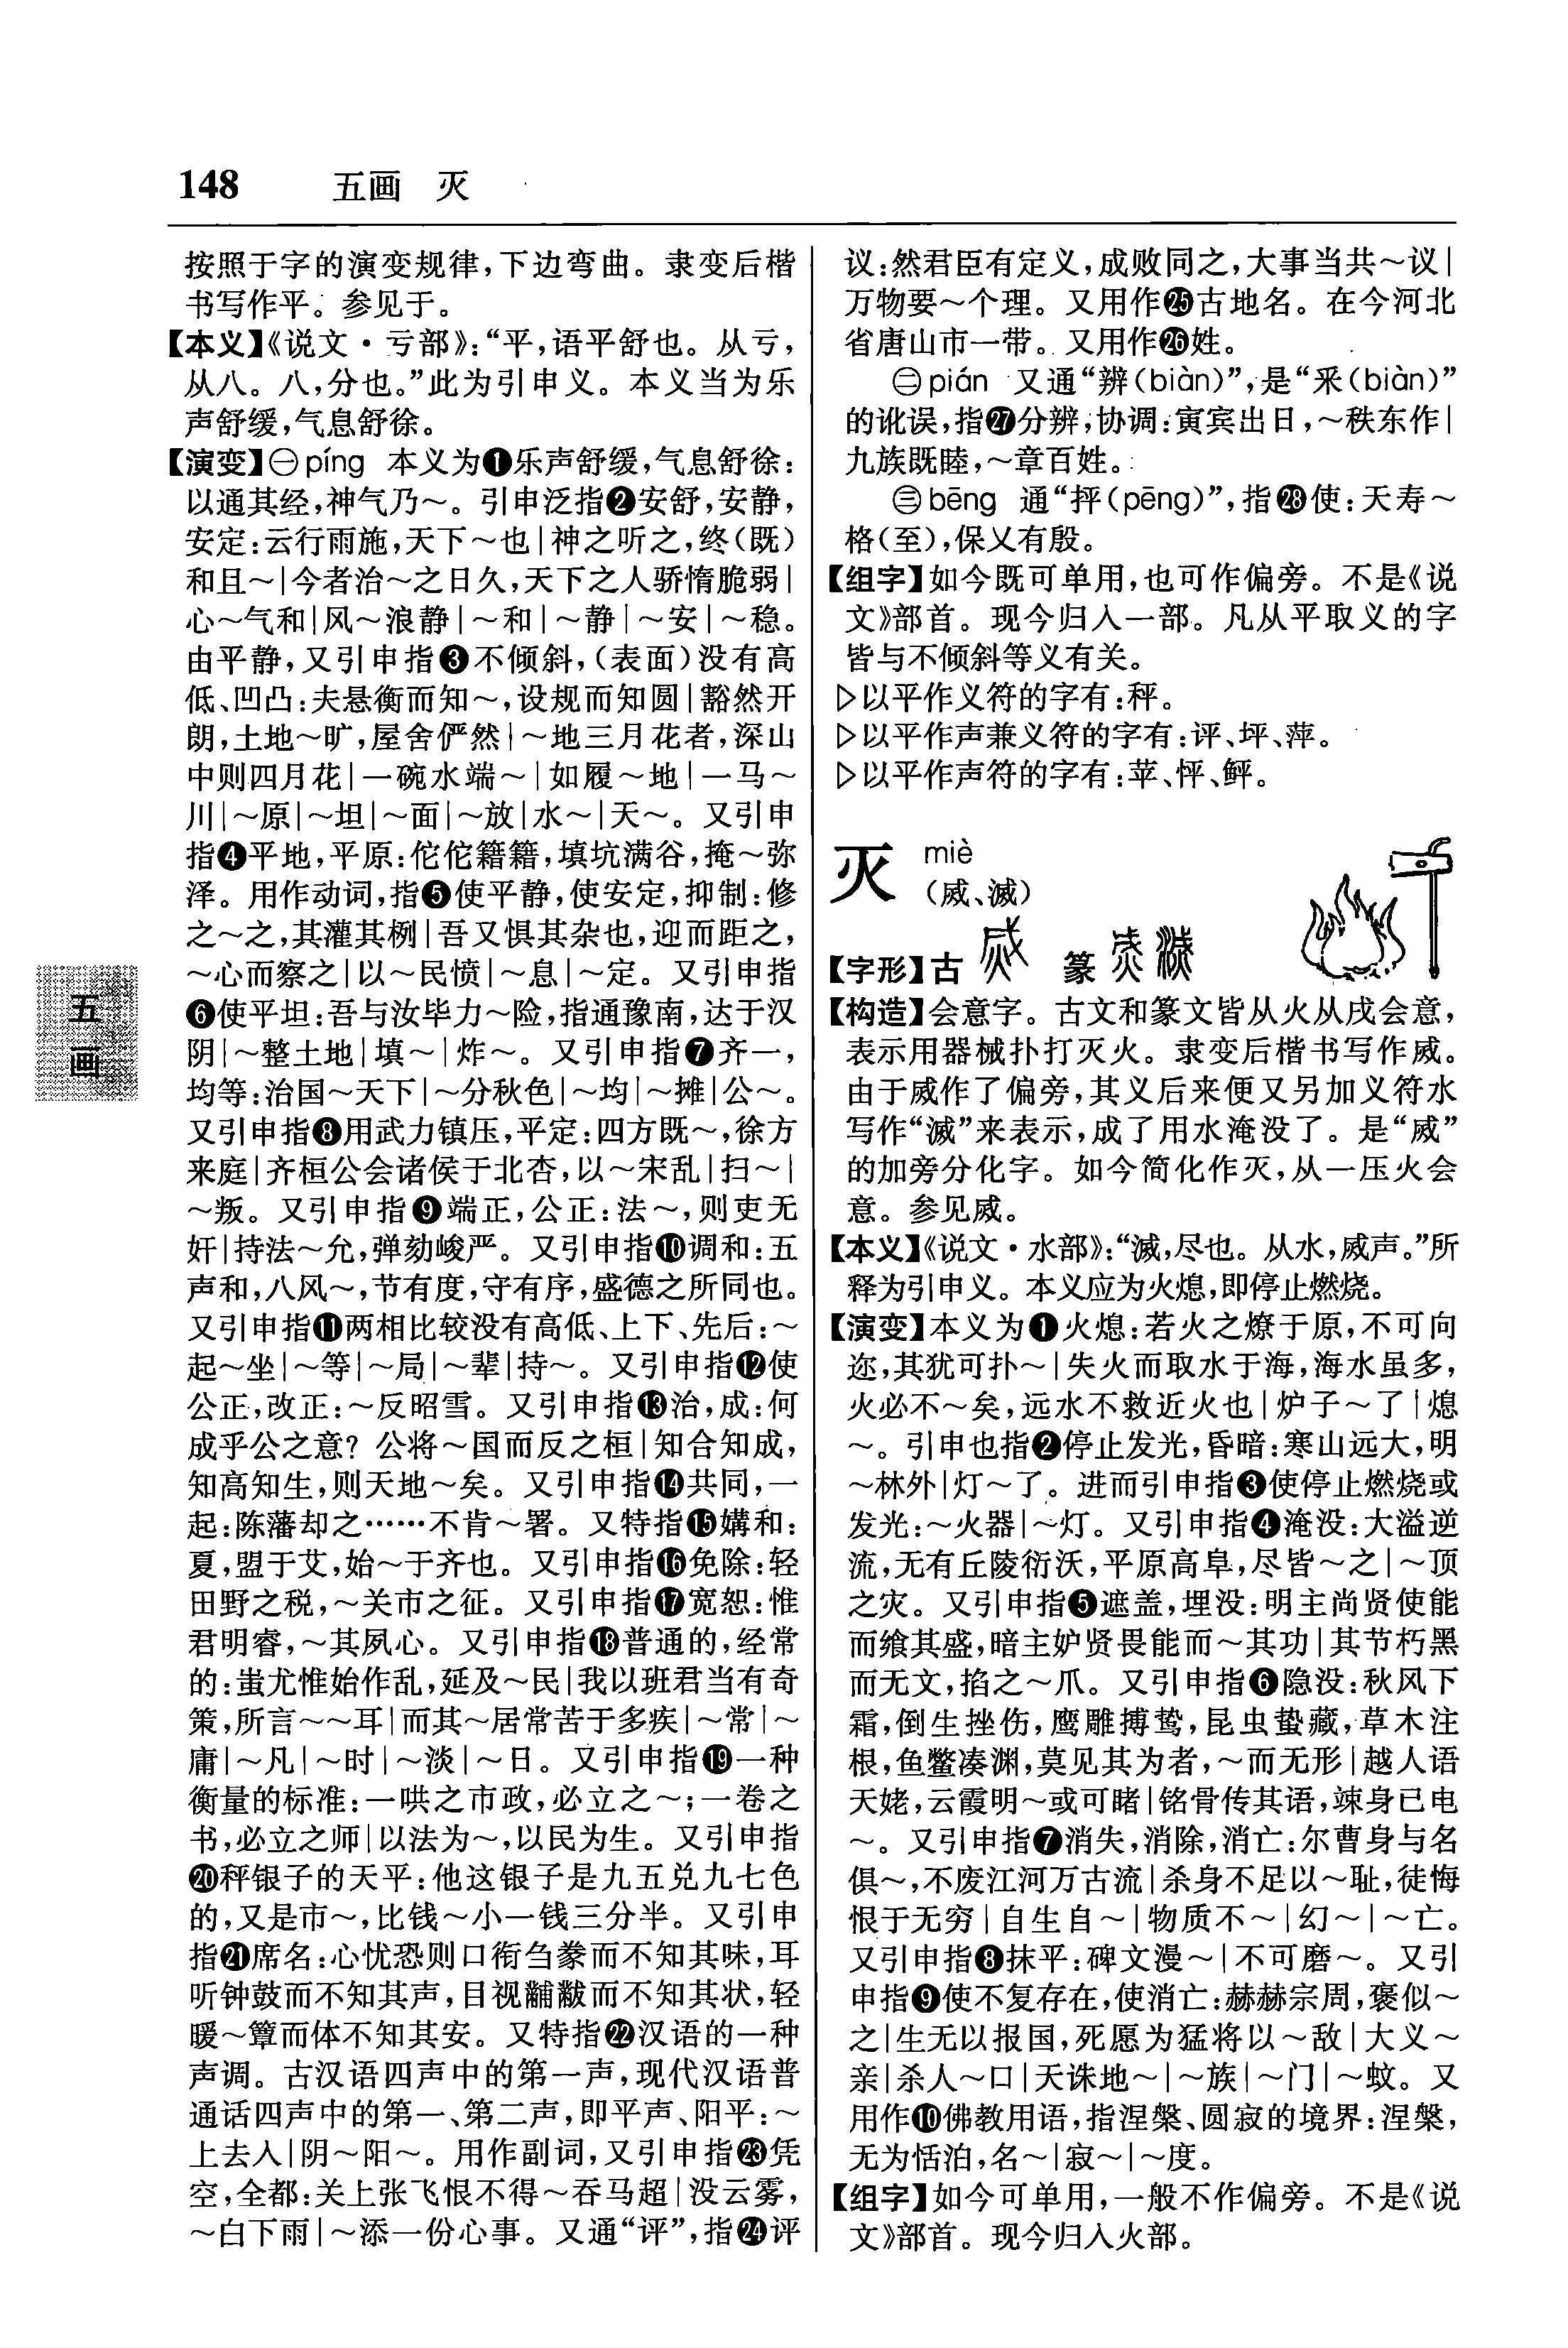 148 五画 灭
按照于字的演变规律,下边弯曲。隶变后楷
书写作平。参见于。
【本义】《说文·亏部》:“平,语平舒也。从亏,
从八。八,分也。”此为引申义。本义当为乐
声舒缓,气息舒徐。
【演变】㊀píng 本义为❶乐声舒缓,气息舒徐:
以通其经,神气乃～。引申泛指❷安舒,安静,
安定:云行雨施,天下～也|神之听之,终(既)
和且～|今者治～之日久,天下之人骄惰脆弱|
心～气和|风～浪静|～和|～静|～安|～稳。
由平静,又引申指❸不倾斜,(表面)没有高
低、凹凸:夫悬衡而知～,设规而知圆|豁然开
朗,土地～旷,屋舍俨然|～地三月花者,深山
中则四月花|一碗水端～|如履～地|一马～
川|～原|～坦|～面|～放|水～|天～。又引申
指❹平地,平原:佗佗籍籍,填坑满谷,掩～弥
泽。用作动词,指❺使平静,使安定,抑制:修
之～之,其灌其栵|吾又惧其杂也,迎而距之,
～心而察之|以～民愤|～息|～定。又引申指
❻使平坦:吾与汝毕力～险,指通豫南,达于汉
阴|～整土地|填～|炸～。又引申指❼齐一,
均等:治国～天下|～分秋色|～均|～摊|公～。
又引申指❽用武力镇压,平定:四方既～,徐方
来庭|齐桓公会诸侯于北杏,以～宋乱|扫～|
～叛。又引申指❾端正,公正:法～,则吏无
奸|持法～允,弹劾峻严。又引申指❿调和:五
声和,八风～,节有度,守有序,盛德之所同也。
又引申指⓫两相比较没有高低、上下、先后:～
起～坐|～等|～局|～辈|持～。又引申指⓬使
公正,改正:～反昭雪。又引申指⓭治,成:何
成乎公之意?公将～国而反之桓|知合知成,
知高知生,则天地～矣。又引申指⓮共同,一
起:陈藩却之……不肯～署。又特指⓯媾和:
夏,盟于艾,始～于齐也。又引申指⓰免除:轻
田野之税,～关市之征。又引申指⓱宽恕:惟
君明睿,～其夙心。又引申指⓲普通的,经常
的:蚩尤惟始作乱,延及～民|我以班君当有奇
策,所言～～耳|而其～居常苦于多疾|～常|～
庸|～凡|～时|～淡|～日。又引申指⓳一种
衡量的标准:一哄之市政,必立之～;一卷之
书,必立之师|以法为～,以民为生。又引申指
⓴秤银子的天平:他这银子是九五兑九七色
的,又是市～,比钱～小一钱三分半。又引申
指㉑席名:心忧恐则口衔刍豢而不知其味,耳
听钟鼓而不知其声,目视黼黻而不知其状,轻
暖～簟而体不知其安。又特指㉒汉语的一种
声调。古汉语四声中的第一声,现代汉语普
通话四声中的第一、第二声,即平声、阳平:～
上去入|阴～阳～。用作副词,又引申指㉓凭
空,全都:关上张飞恨不得～吞马超|没云雾,
～白下雨|～添一份心事。又通“评”,指㉔评
议:然君臣有定义,成败同之,大事当共～议|
万物要～个理。又用作㉕古地名。在今河北
省唐山市一带。又用作㉖姓。
㊁pián 又通“辨(biàn)”,是“釆(biàn)”
的讹误,指㉗分辨,协调:寅宾出日,～秩东作|
九族既睦,～章百姓。
㊂bēng 通“抨(pēng)”,指㉘使:天寿～
格(至),保乂有殷。
【组字】如今既可单用,也可作偏旁。不是《说
文》部首。现今归入一部。凡从平取义的字
皆与不倾斜等义有关。
▷以平作义符的字有:秤。
▷以平作声兼义符的字有:评、坪、萍。
▷以平作声符的字有:苹、怦、鲆。
灭 miè
(烕、滅)
【字形】古 篆
【构造】会意字。古文和篆文皆从火从戌会意,
表示用器械扑打灭火。隶变后楷书写作烕。
由于烕作了偏旁,其义后来便又另加义符水
写作“滅”来表示,成了用水淹没了。是“烕”
的加旁分化字。如今简化作灭,从一压火会
意。参见烕。
【本义】《说文·水部》:“滅,尽也。从水,烕声。”所
释为引申义。本义应为火熄,即停止燃烧。
【演变】本义为❶火熄:若火之燎于原,不可向
迩,其犹可扑～|失火而取水于海,海水虽多,
火必不～矣,远水不救近火也|炉子～了|熄
～。引申也指❷停止发光,昏暗:寒山远大,明
～林外|灯～了。进而引申指❸使停止燃烧或
发光:～火器|～灯。又引申指❹淹没:大溢逆
流,无有丘陵衍沃,平原高阜,尽皆～之|～顶
之灾。又引申指❺遮盖,埋没:明主尚贤使能
而飨其盛,暗主妒贤畏能而～其功|其节朽黑
而无文,掐之～爪。又引申指❻隐没:秋风下
霜,倒生挫伤,鹰雕搏鸷,昆虫蛰藏,草木注
根,鱼鳖凑渊,莫见其为者,～而无形|越人语
天姥,云霞明～或可睹|铭骨传其语,竦身已电
～。又引申指❼消失,消除,消亡:尔曹身与名
俱～,不废江河万古流|杀身不足以～耻,徒悔
恨于无穷|自生自～|物质不～|幻～|～亡。
又引申指❽抹平:碑文漫～|不可磨～。又引
申指❾使不复存在,使消亡:赫赫宗周,褒似～
之|生无以报国,死愿为猛将以～敌|大义～
亲|杀人～口|天诛地～|～族|～门|～蚊。又
用作❿佛教用语,指涅槃、圆寂的境界:涅槃,
无为恬泊,名～|寂～|～度。
【组字】如今可单用,一般不作偏旁。不是《说
文》部首。现今归入火部。
五
画